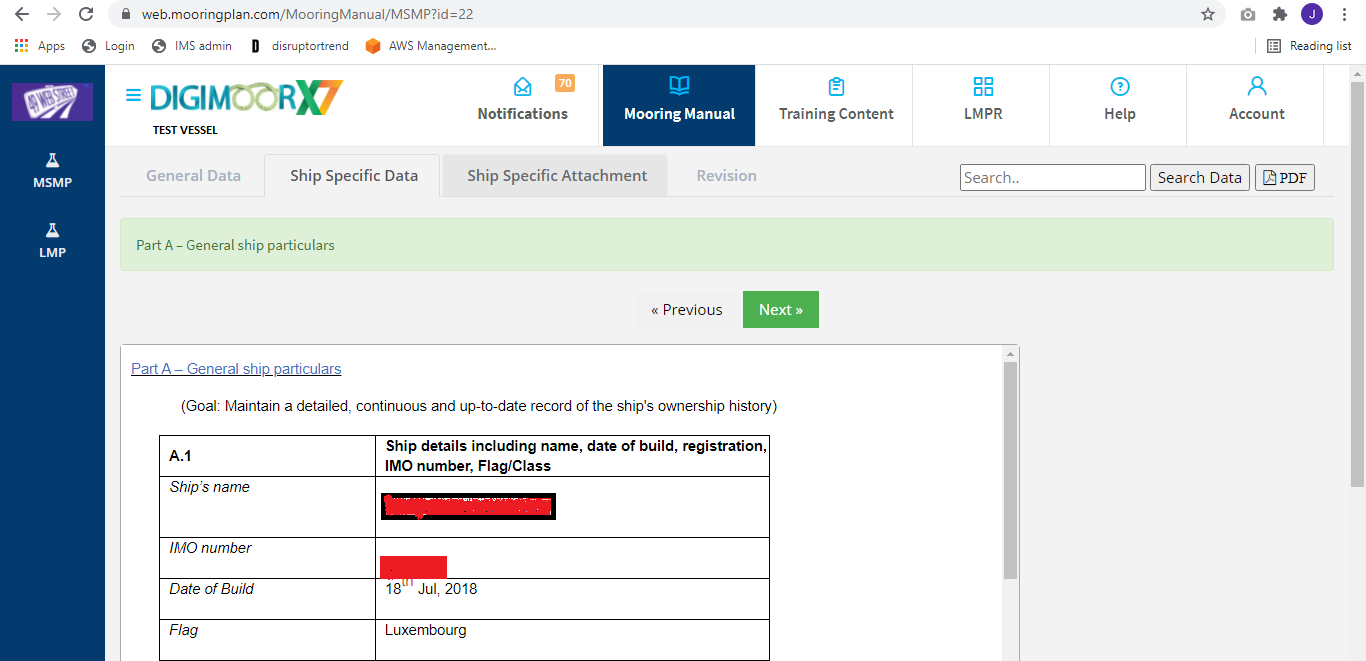 web.mooringplan.com/MooringManual/MSMP?id=22
J
Apps Login IMS admin D disruptortrend AWS Management... Reading list
49 WEB STREET
DIGIMOORX7
TEST VESSEL
Notifications 70
Mooring Manual
Training Content
LMPR
Help
Account
MSMP
LMP
General Data Ship Specific Data Ship Specific Attachment Revision
Search.. Search Data PDF
Part A – General ship particulars
« Previous Next »
Part A – General ship particulars
(Goal: Maintain a detailed, continuous and up-to-date record of the ship's ownership history)
A.1
Ship details including name, date of build, registration,
IMO number, Flag/Class
Ship's name
IMO number
Date of Build 18th Jul, 2018
Flag Luxembourg